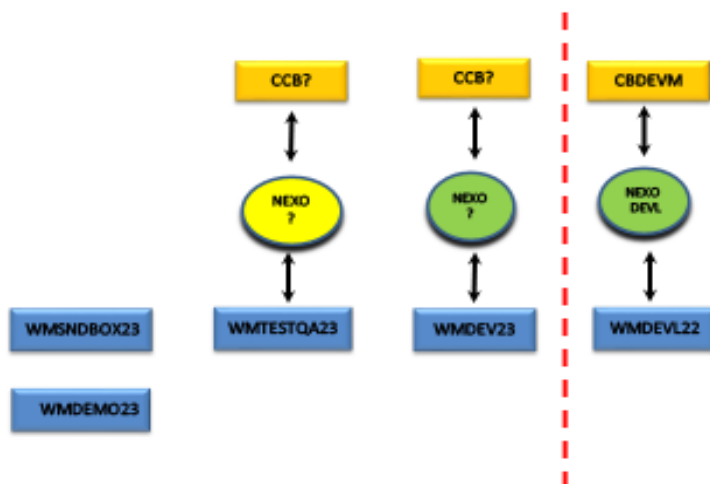 CCB?
CCB?
CBDEVM
NEXO
?
NEXO
?
NEXO
DEVL
WMSNDBOX23
WMTESTQA23
WMDEV23
WMDEVL22
WMDEMO23